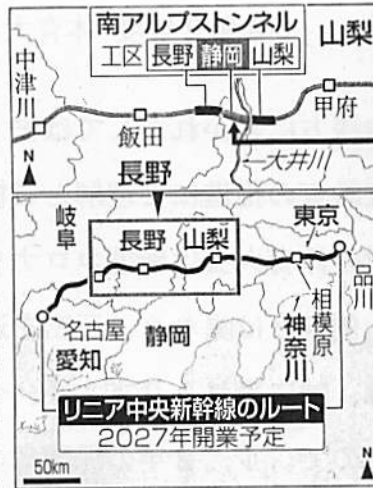 南アルプストンネル
工区 長野 静岡 山梨
山梨
中津川
飯田
甲府
大井川
N
長野
岐阜
長野
山梨
東京
品川
相模原
神奈川
名古屋
愛知
静岡
リニア中央新幹線のルート
2027年開業予定
50km
N